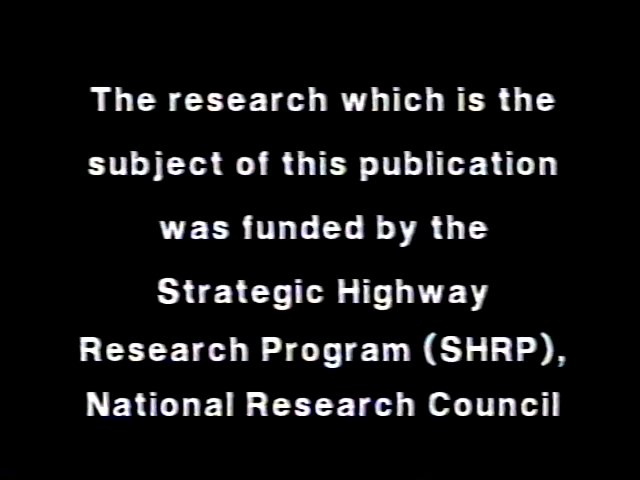 The research which is the
subject of this publication
was funded by the
Strategic Highway
Research Program (SHRP),
National Research Council